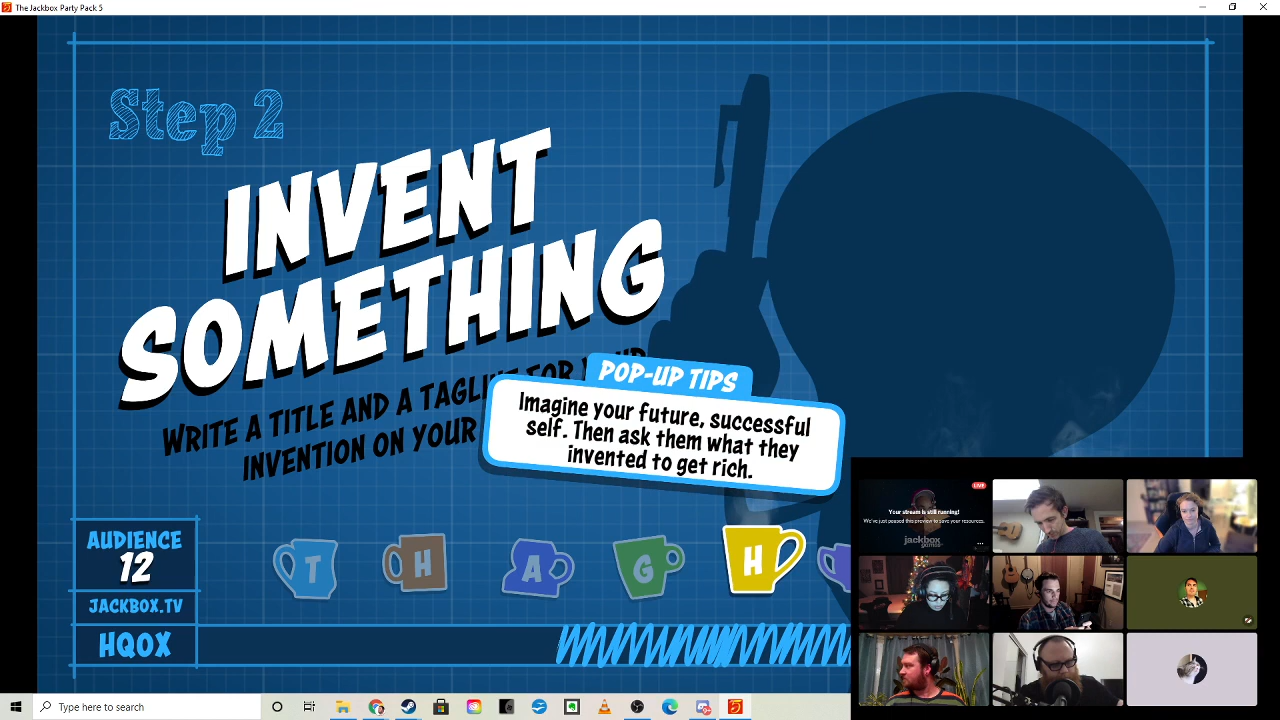 The Jackbox Party Pack 5
Step 2
INVENT
SOMETHING
WRITE A TITLE AND A TAGLINE FOR YOUR
INVENTION ON YOUR
POP-UP TIPS
Imagine your future, successful
self. Then ask them what they
invented to get rich.
AUDIENCE
12
JACKBOX.TV
HQOX
T
H
A
G
H
LIVE
Your stream is still running!
We've just paused this preview to save your resources.
jackbox
games
Type here to search